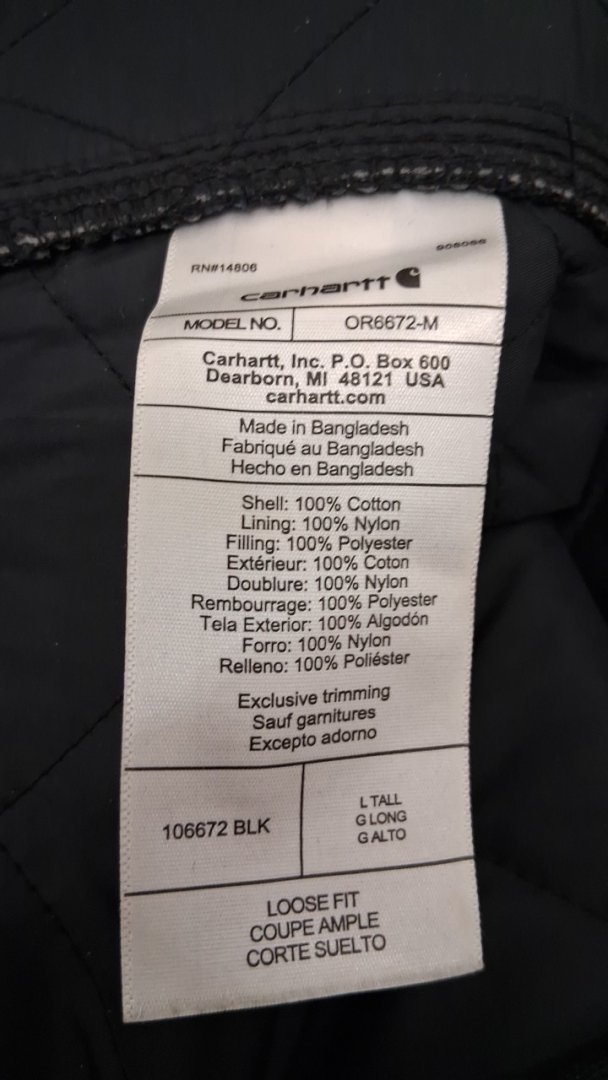 RN#14806
carhartt
MODEL NO. OR6672-M
Carhartt, Inc. P.O. Box 600
Dearborn, MI 48121 USA
carhartt.com
Made in Bangladesh
Fabriqué au Bangladesh
Hecho en Bangladesh
Shell: 100% Cotton
Lining: 100% Nylon
Filling: 100% Polyester
Extérieur: 100% Coton
Doublure: 100% Nylon
Rembourrage: 100% Polyester
Tela Exterior: 100% Algodón
Forro: 100% Nylon
Relleno: 100% Poliéster
Exclusive trimming
Sauf garnitures
Excepto adorno
106672 BLK
L TALL
G LONG
G ALTO
LOOSE FIT
COUPE AMPLE
CORTE SUELTO